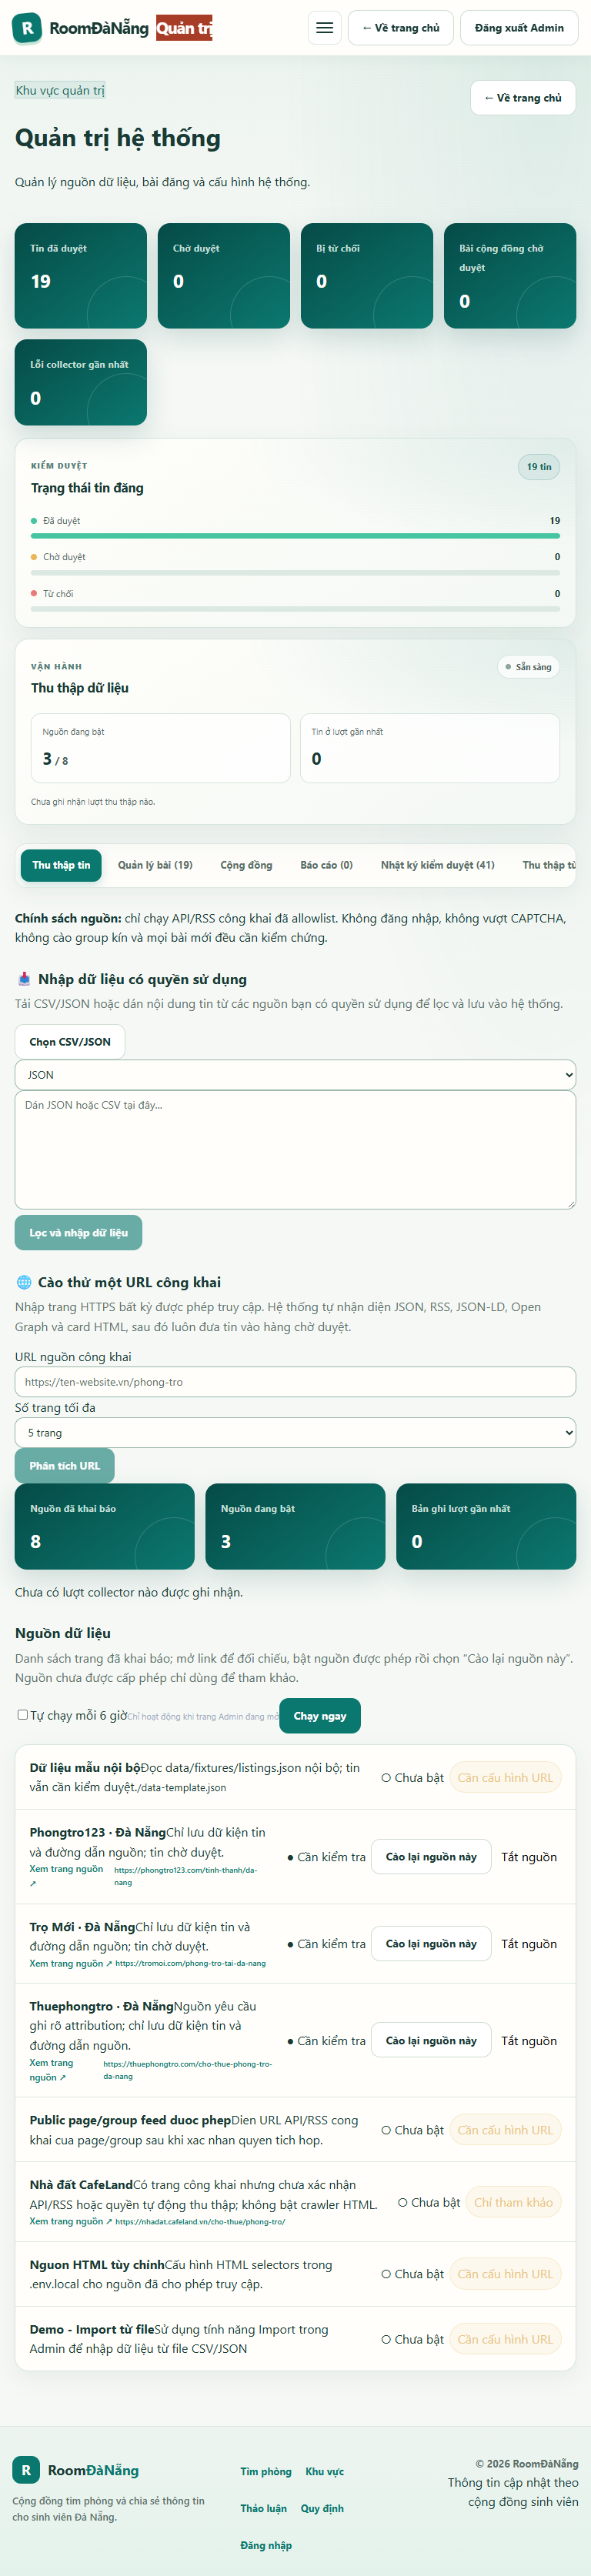 R RoomĐàNẵng Quản trị ← Về trang chủ Đăng xuất Admin
Khu vực quản trị ← Về trang chủ
Quản trị hệ thống
Quản lý nguồn dữ liệu, bài đăng và cấu hình hệ thống.
Tin đã duyệt
19
Chờ duyệt
0
Bị từ chối
0
Bài cộng đồng chờ
duyệt
0
Lỗi collector gần nhất
0
KIỂM DUYỆT
19 tin
Trạng thái tin đăng
Đã duyệt 19
Chờ duyệt 0
Từ chối 0
VẬN HÀNH
Sẵn sàng
Thu thập dữ liệu
Nguồn đang bật
3 / 8
Tin ở lượt gần nhất
0
Chưa ghi nhận lượt thu thập nào.
Thu thập tin Quản lý bài (19) Cộng đồng Báo cáo (0) Nhật ký kiểm duyệt (41) Thu thập từ
Chính sách nguồn: chỉ chạy API/RSS công khai đã allowlist. Không đăng nhập, không vượt CAPTCHA,
không cào group kín và mọi bài mới đều cần kiểm chứng.
📥 Nhập dữ liệu có quyền sử dụng
Tải CSV/JSON hoặc dán nội dung tin từ các nguồn bạn có quyền sử dụng để lọc và lưu vào hệ thống.
Chọn CSV/JSON
JSON
Dán JSON hoặc CSV tại đây...
Lọc và nhập dữ liệu
🌐 Cào thử một URL công khai
Nhập trang HTTPS bất kỳ được phép truy cập. Hệ thống tự nhận diện JSON, RSS, JSON-LD, Open
Graph và card HTML, sau đó luôn đưa tin vào hàng chờ duyệt.
URL nguồn công khai
https://ten-website.vn/phong-tro
Số trang tối đa
5 trang
Phân tích URL
Nguồn đã khai báo
8
Nguồn đang bật
3
Bản ghi lượt gần nhất
0
Chưa có lượt collector nào được ghi nhận.
Nguồn dữ liệu
Danh sách trang đã khai báo; mở link để đối chiếu, bật nguồn được phép rồi chọn "Cào lại nguồn này".
Nguồn chưa được cấp phép chỉ dùng để tham khảo.
Tự chạy mỗi 6 giờ Chỉ hoạt động khi trang Admin đang mở Chạy ngay
Dữ liệu mẫu nội bộĐọc data/fixtures/listings.json nội bộ; tin
vẫn cần kiểm duyệt./data-template.json
○ Chưa bật Cần cấu hình URL
Phongtro123 · Đà NẵngChỉ lưu dữ kiện tin
và đường dẫn nguồn; tin chờ duyệt.
Xem trang nguồn ↗ https://phongtro123.com/tinh-thanh/da-nang
● Cần kiểm tra Cào lại nguồn này Tắt nguồn
Trọ Mới · Đà NẵngChỉ lưu dữ kiện tin và
đường dẫn nguồn; tin chờ duyệt.
Xem trang nguồn ↗ https://tromoi.com/phong-tro-tai-da-nang
● Cần kiểm tra Cào lại nguồn này Tắt nguồn
Thuephongtro · Đà NẵngNguồn yêu cầu
ghi rõ attribution; chỉ lưu dữ kiện tin và
đường dẫn nguồn.
Xem trang nguồn ↗ https://thuephongtro.com/cho-thue-phong-tro-da-nang
● Cần kiểm tra Cào lại nguồn này Tắt nguồn
Public page/group feed duoc phepDien URL API/RSS cong
khai cua page/group sau khi xac nhan quyen tich hop.
○ Chưa bật Cần cấu hình URL
Nhà đất CafeLandCó trang công khai nhưng chưa xác nhận
API/RSS hoặc quyền tự động thu thập; không bật crawler HTML.
Xem trang nguồn ↗ https://nhadat.cafeland.vn/cho-thue/phong-tro/
○ Chưa bật Chỉ tham khảo
Nguon HTML tùy chỉnhCấu hình HTML selectors trong
.env.local cho nguồn đã cho phép truy cập.
○ Chưa bật Cần cấu hình URL
Demo - Import từ fileSử dụng tính năng Import trong
Admin để nhập dữ liệu từ file CSV/JSON
○ Chưa bật Cần cấu hình URL
R RoomĐàNẵng
Cộng đồng tìm phòng và chia sẻ thông tin
cho sinh viên Đà Nẵng.
Tìm phòng Khu vực
Thảo luận Quy định
Đăng nhập
© 2026 RoomĐàNẵng
Thông tin cập nhật theo
cộng đồng sinh viên